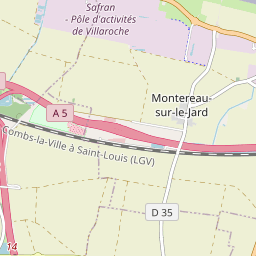 Safran
- Pôle d'activités
de Villaroche
Montereau-
sur-le-Jard
A 5
Combs-la-Ville à Saint-Louis (LGV)
D 35
14